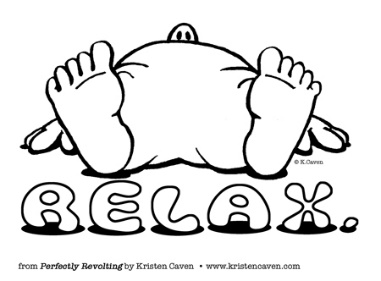 © K.Caven
RELAX.
from Perfectly Revolting by Kristen Caven • www.kristencaven.com